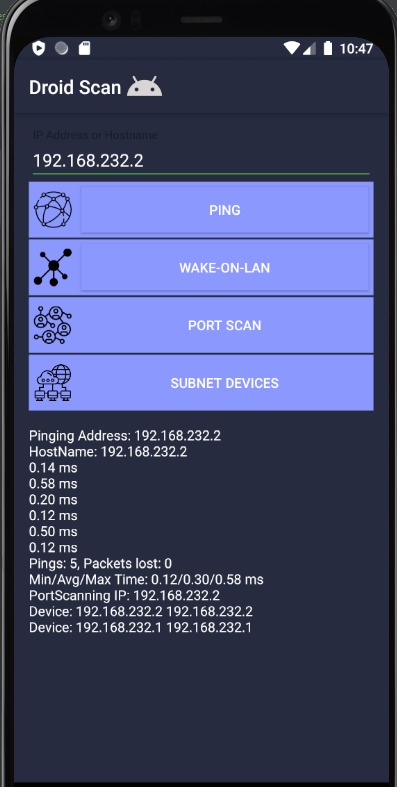 10:47
Droid Scan
IP Address or Hostname
192.168.232.2
PING
WAKE-ON-LAN
PORT SCAN
SUBNET DEVICES
Pinging Address: 192.168.232.2
HostName: 192.168.232.2
0.14 ms
0.58 ms
0.20 ms
0.12 ms
0.50 ms
0.12 ms
Pings: 5, Packets lost: 0
Min/Avg/Max Time: 0.12/0.30/0.58 ms
PortScanning IP: 192.168.232.2
Device: 192.168.232.2 192.168.232.2
Device: 192.168.232.1 192.168.232.1